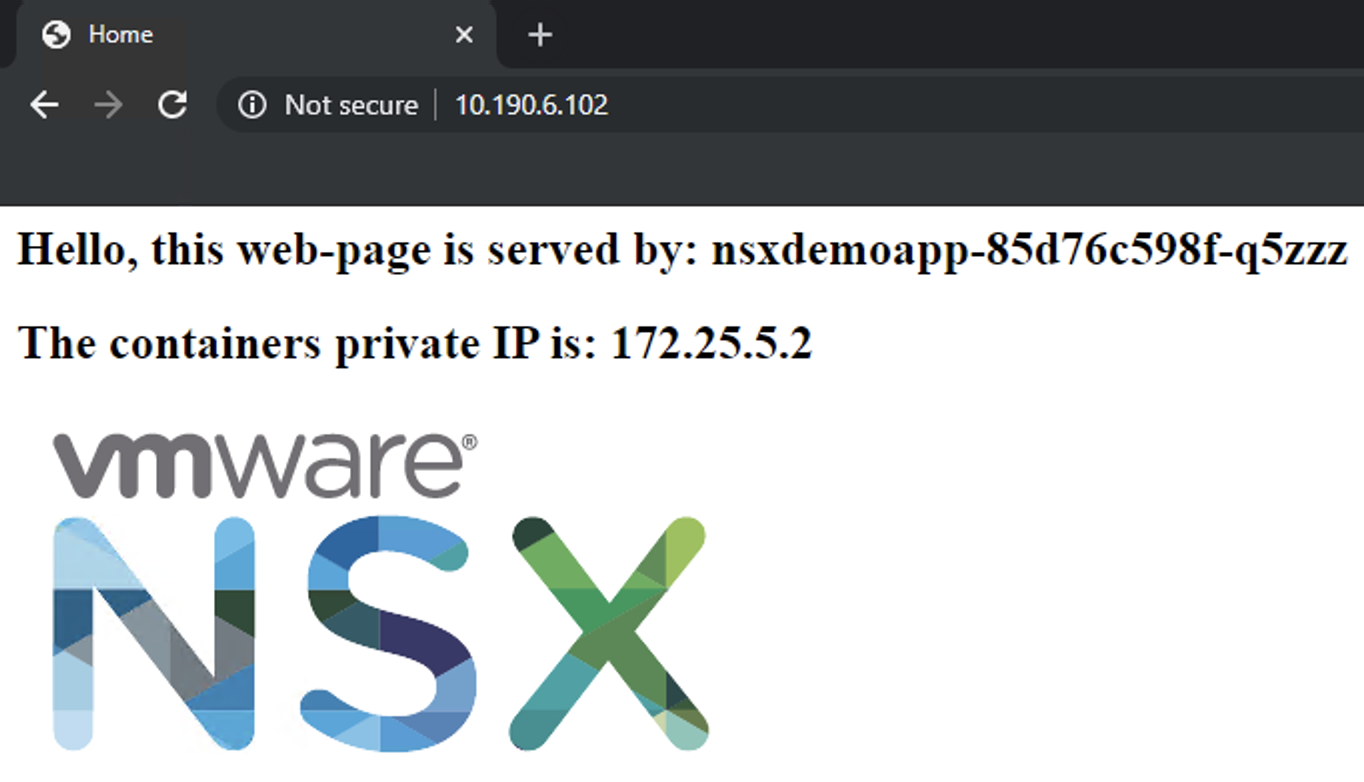 Home
Not secure
10.190.6.102
Hello, this web-page is served by: nsxdemoapp-85d76c598f-q5zzz
The containers private IP is: 172.25.5.2
vmware®
NSX